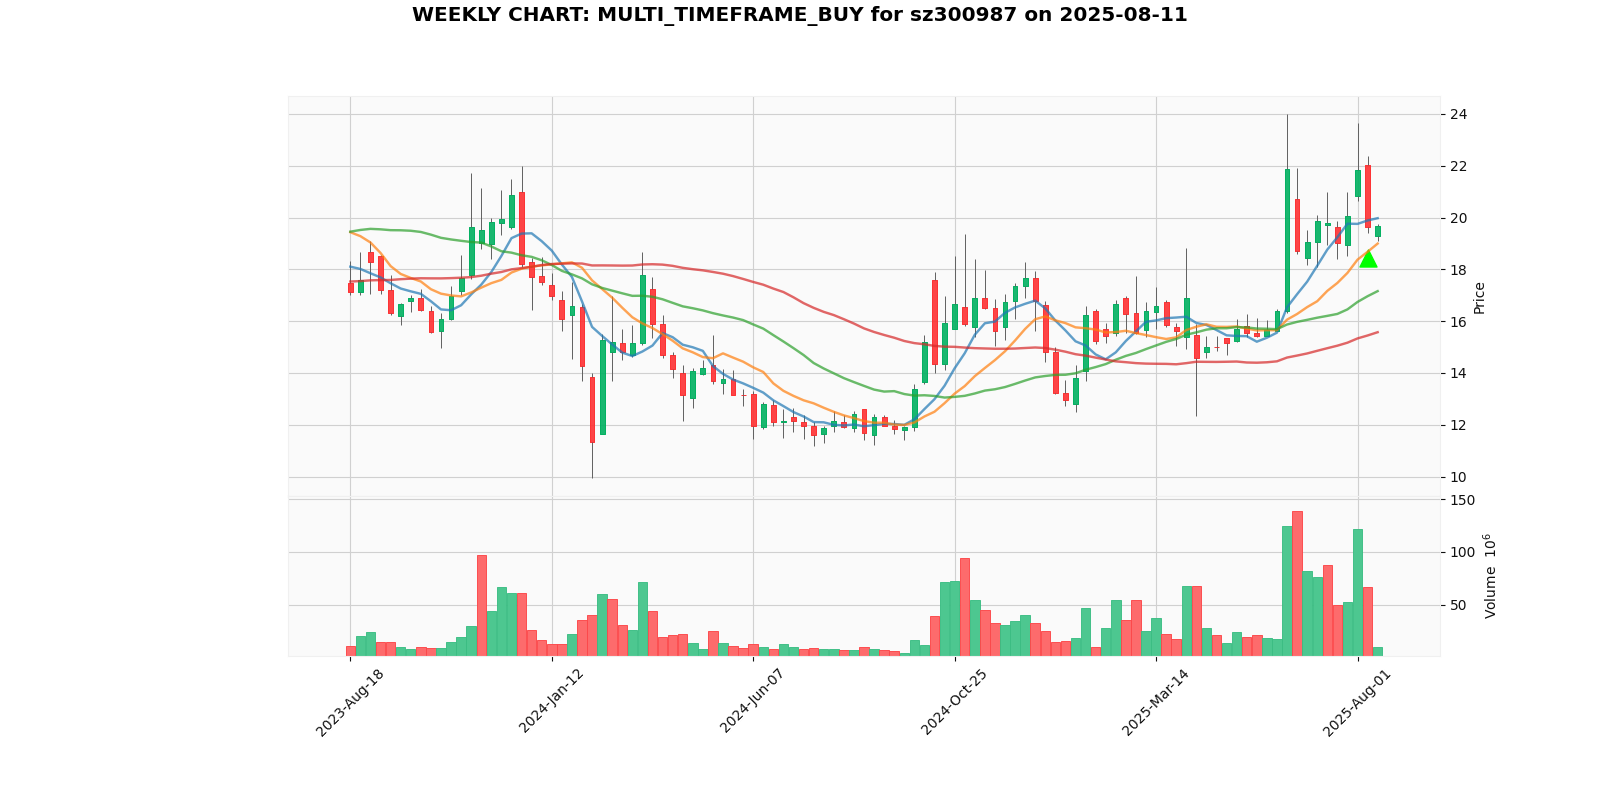 WEEKLY CHART: MULTI_TIMEFRAME_BUY for sz300987 on 2025-08-11
24
22
20
18
16
14
12
10
Price
150
100
50
Volume 10⁶
2023-Aug-18
2024-Jan-12
2024-Jun-07
2024-Oct-25
2025-Mar-14
2025-Aug-01